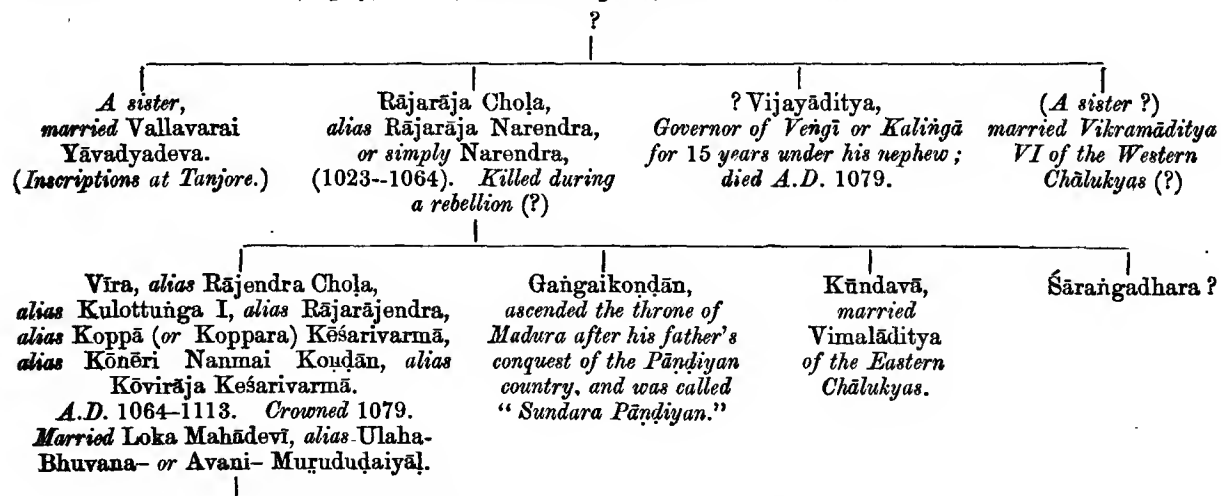 ?
A sister,
married Vallavarai
Yāvadyadeva.
(Inscriptions at Tanjore.)
Rājarāja Choḷa,
alias Rājarāja Narendra,
or simply Narendra,
(1023--1064). Killed during
a rebellion (?)
? Vijayāditya,
Governor of Veṅgī or Kaliṅgā
for 15 years under his nephew;
died A.D. 1079.
(A sister ?)
married Vikramāditya
VI of the Western
Chālukyas (?)
Vīra, alias Rājendra Chola,
alias Kulottuṅga I, alias Rājarājendra,
alias Koppā (or Koppara) Kēśarivarmā,
alias Kōnēri Nanmai Koṇḍān, alias
Kōvirāja Keśarivarmā.
A.D. 1064–1113. Crowned 1079.
Married Loka Mahādevī, alias Ulaha-
Bhuvana– or Avani– Muṛuduḍaiyāḷ.
Gaṅgaikoṇḍān,
ascended the throne of
Madura after his father's
conquest of the Pāṇḍiyan
country, and was called
“ Sundara Pāṇḍiyan.”
Kūndavā,
married
Vimalāditya
of the Eastern
Chālukyas.
Śāraṅgadhara ?